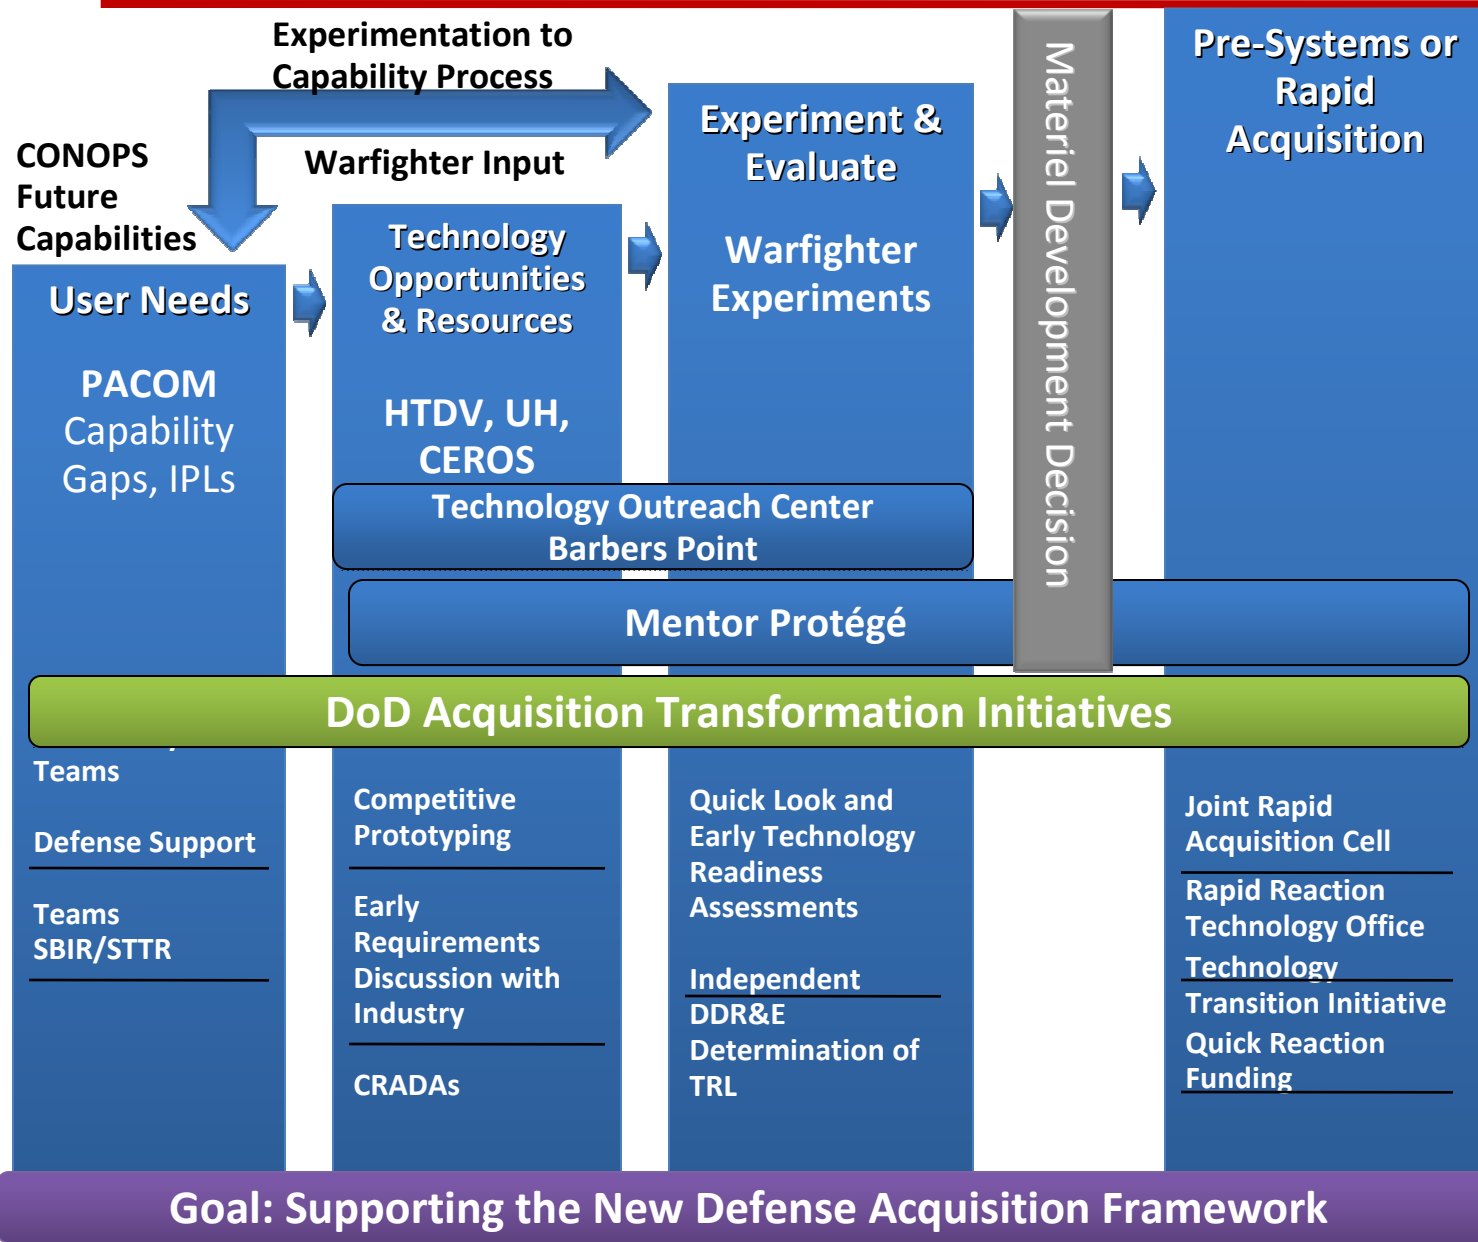 Experimentation to
Capability Process
Warfighter Input
CONOPS
Future
Capabilities
User Needs
PACOM
Capability
Gaps, IPLs
Technology
Opportunities
& Resources
HTDV, UH,
CEROS
Experiment &
Evaluate
Warfighter
Experiments
Materiel Development Decision
Pre-Systems or
Rapid
Acquisition
Technology Outreach Center
Barbers Point
Mentor Protégé
DoD Acquisition Transformation Initiatives
Teams
Defense Support
Teams
SBIR/STTR
Competitive
Prototyping
Early
Requirements
Discussion with
Industry
CRADAs
Quick Look and
Early Technology
Readiness
Assessments
Independent
DDR&E
Determination of
TRL
Joint Rapid
Acquisition Cell
Rapid Reaction
Technology Office
Technology
Transition Initiative
Quick Reaction
Funding
Goal: Supporting the New Defense Acquisition Framework